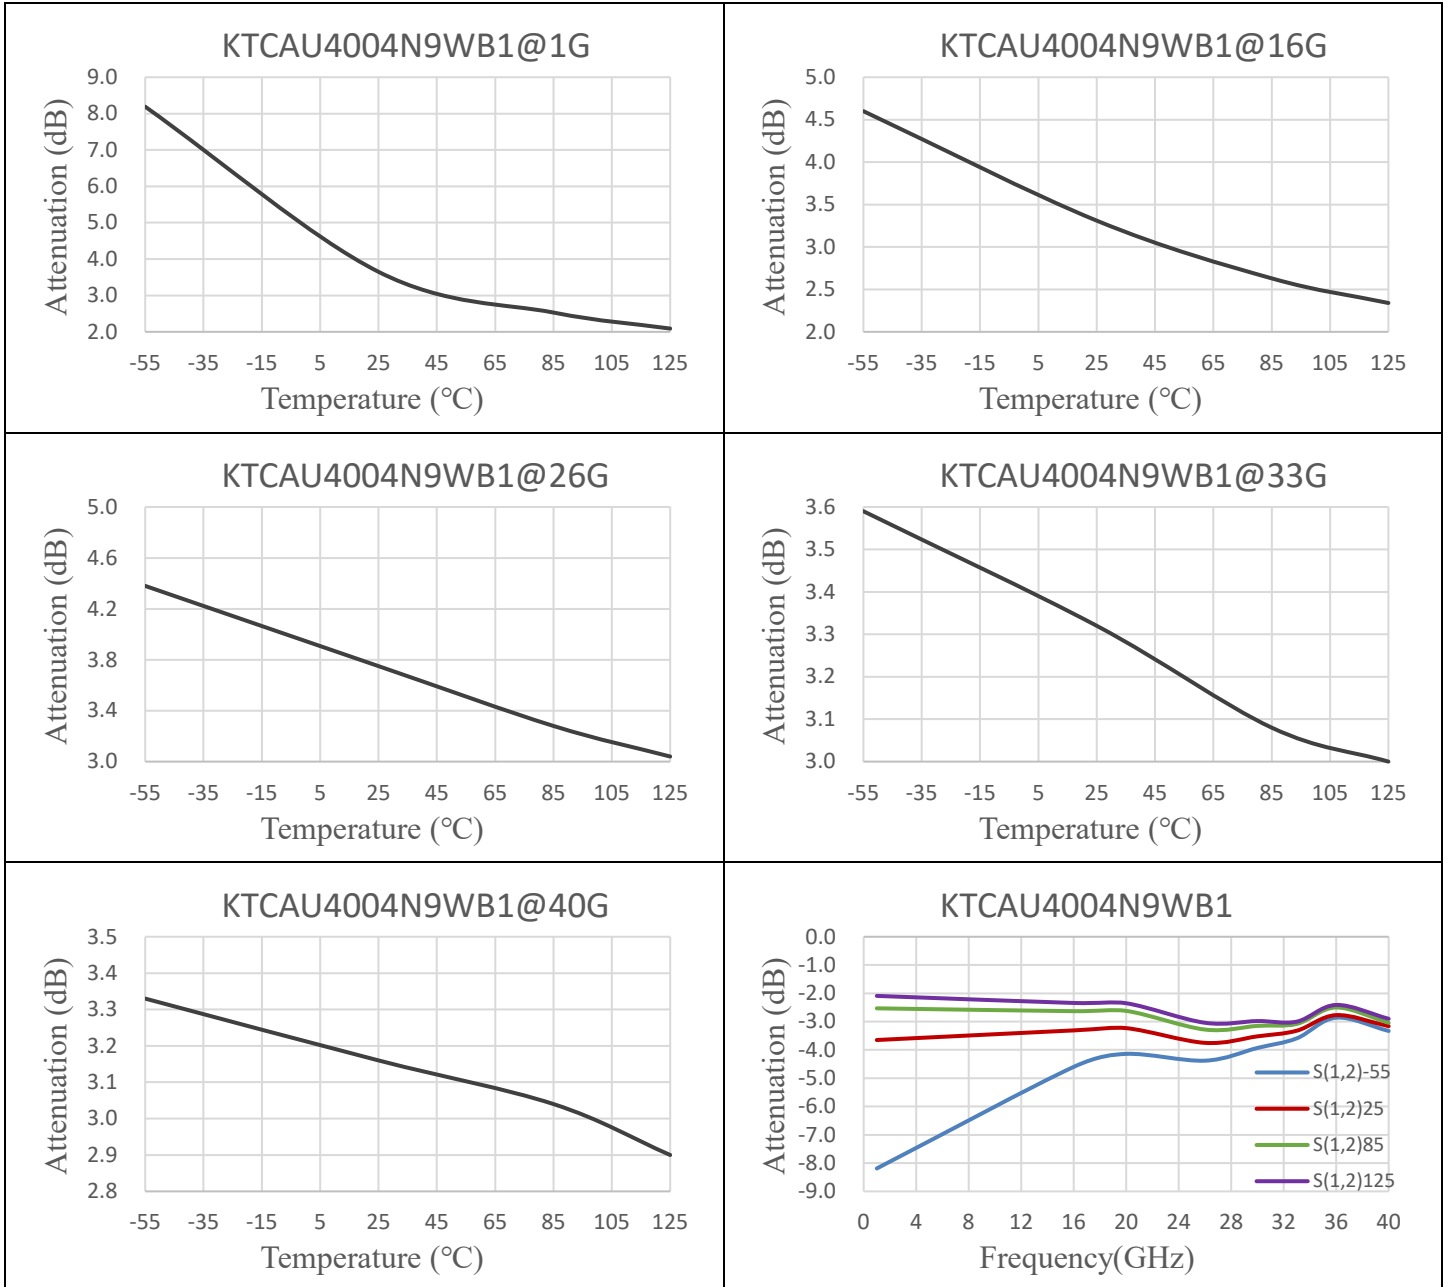 KTCAU4004N9WB1@1G
Attenuation (dB)
9.0
8.0
7.0
6.0
5.0
4.0
3.0
2.0
-55 -35 -15 5 25 45 65 85 105 125
Temperature (℃)
KTCAU4004N9WB1@16G
Attenuation (dB)
5.0
4.5
4.0
3.5
3.0
2.5
2.0
-55 -35 -15 5 25 45 65 85 105 125
Temperature (℃)
KTCAU4004N9WB1@26G
Attenuation (dB)
5.0
4.6
4.2
3.8
3.4
3.0
-55 -35 -15 5 25 45 65 85 105 125
Temperature (℃)
KTCAU4004N9WB1@33G
Attenuation (dB)
3.6
3.5
3.4
3.3
3.2
3.1
3.0
-55 -35 -15 5 25 45 65 85 105 125
Temperature (℃)
KTCAU4004N9WB1@40G
Attenuation (dB)
3.5
3.4
3.3
3.2
3.1
3.0
2.9
2.8
-55 -35 -15 5 25 45 65 85 105 125
Temperature (℃)
KTCAU4004N9WB1
Attenuation (dB)
0.0
-1.0
-2.0
-3.0
-4.0
-5.0
-6.0
-7.0
-8.0
-9.0
S(1,2)-55
S(1,2)25
S(1,2)85
S(1,2)125
0 4 8 12 16 20 24 28 32 36 40
Frequency(GHz)